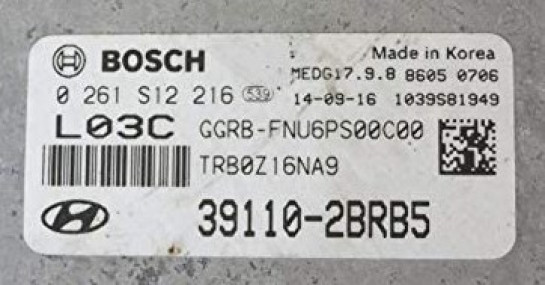 BOSCH
Made in Korea
MEDG17.9.8 8605 0706
0 261 S12 216 539 14-09-16 1039S81949
L03C GGRB-FNU6PS00C00
TRB0Z16NA9
39110-2BRB5